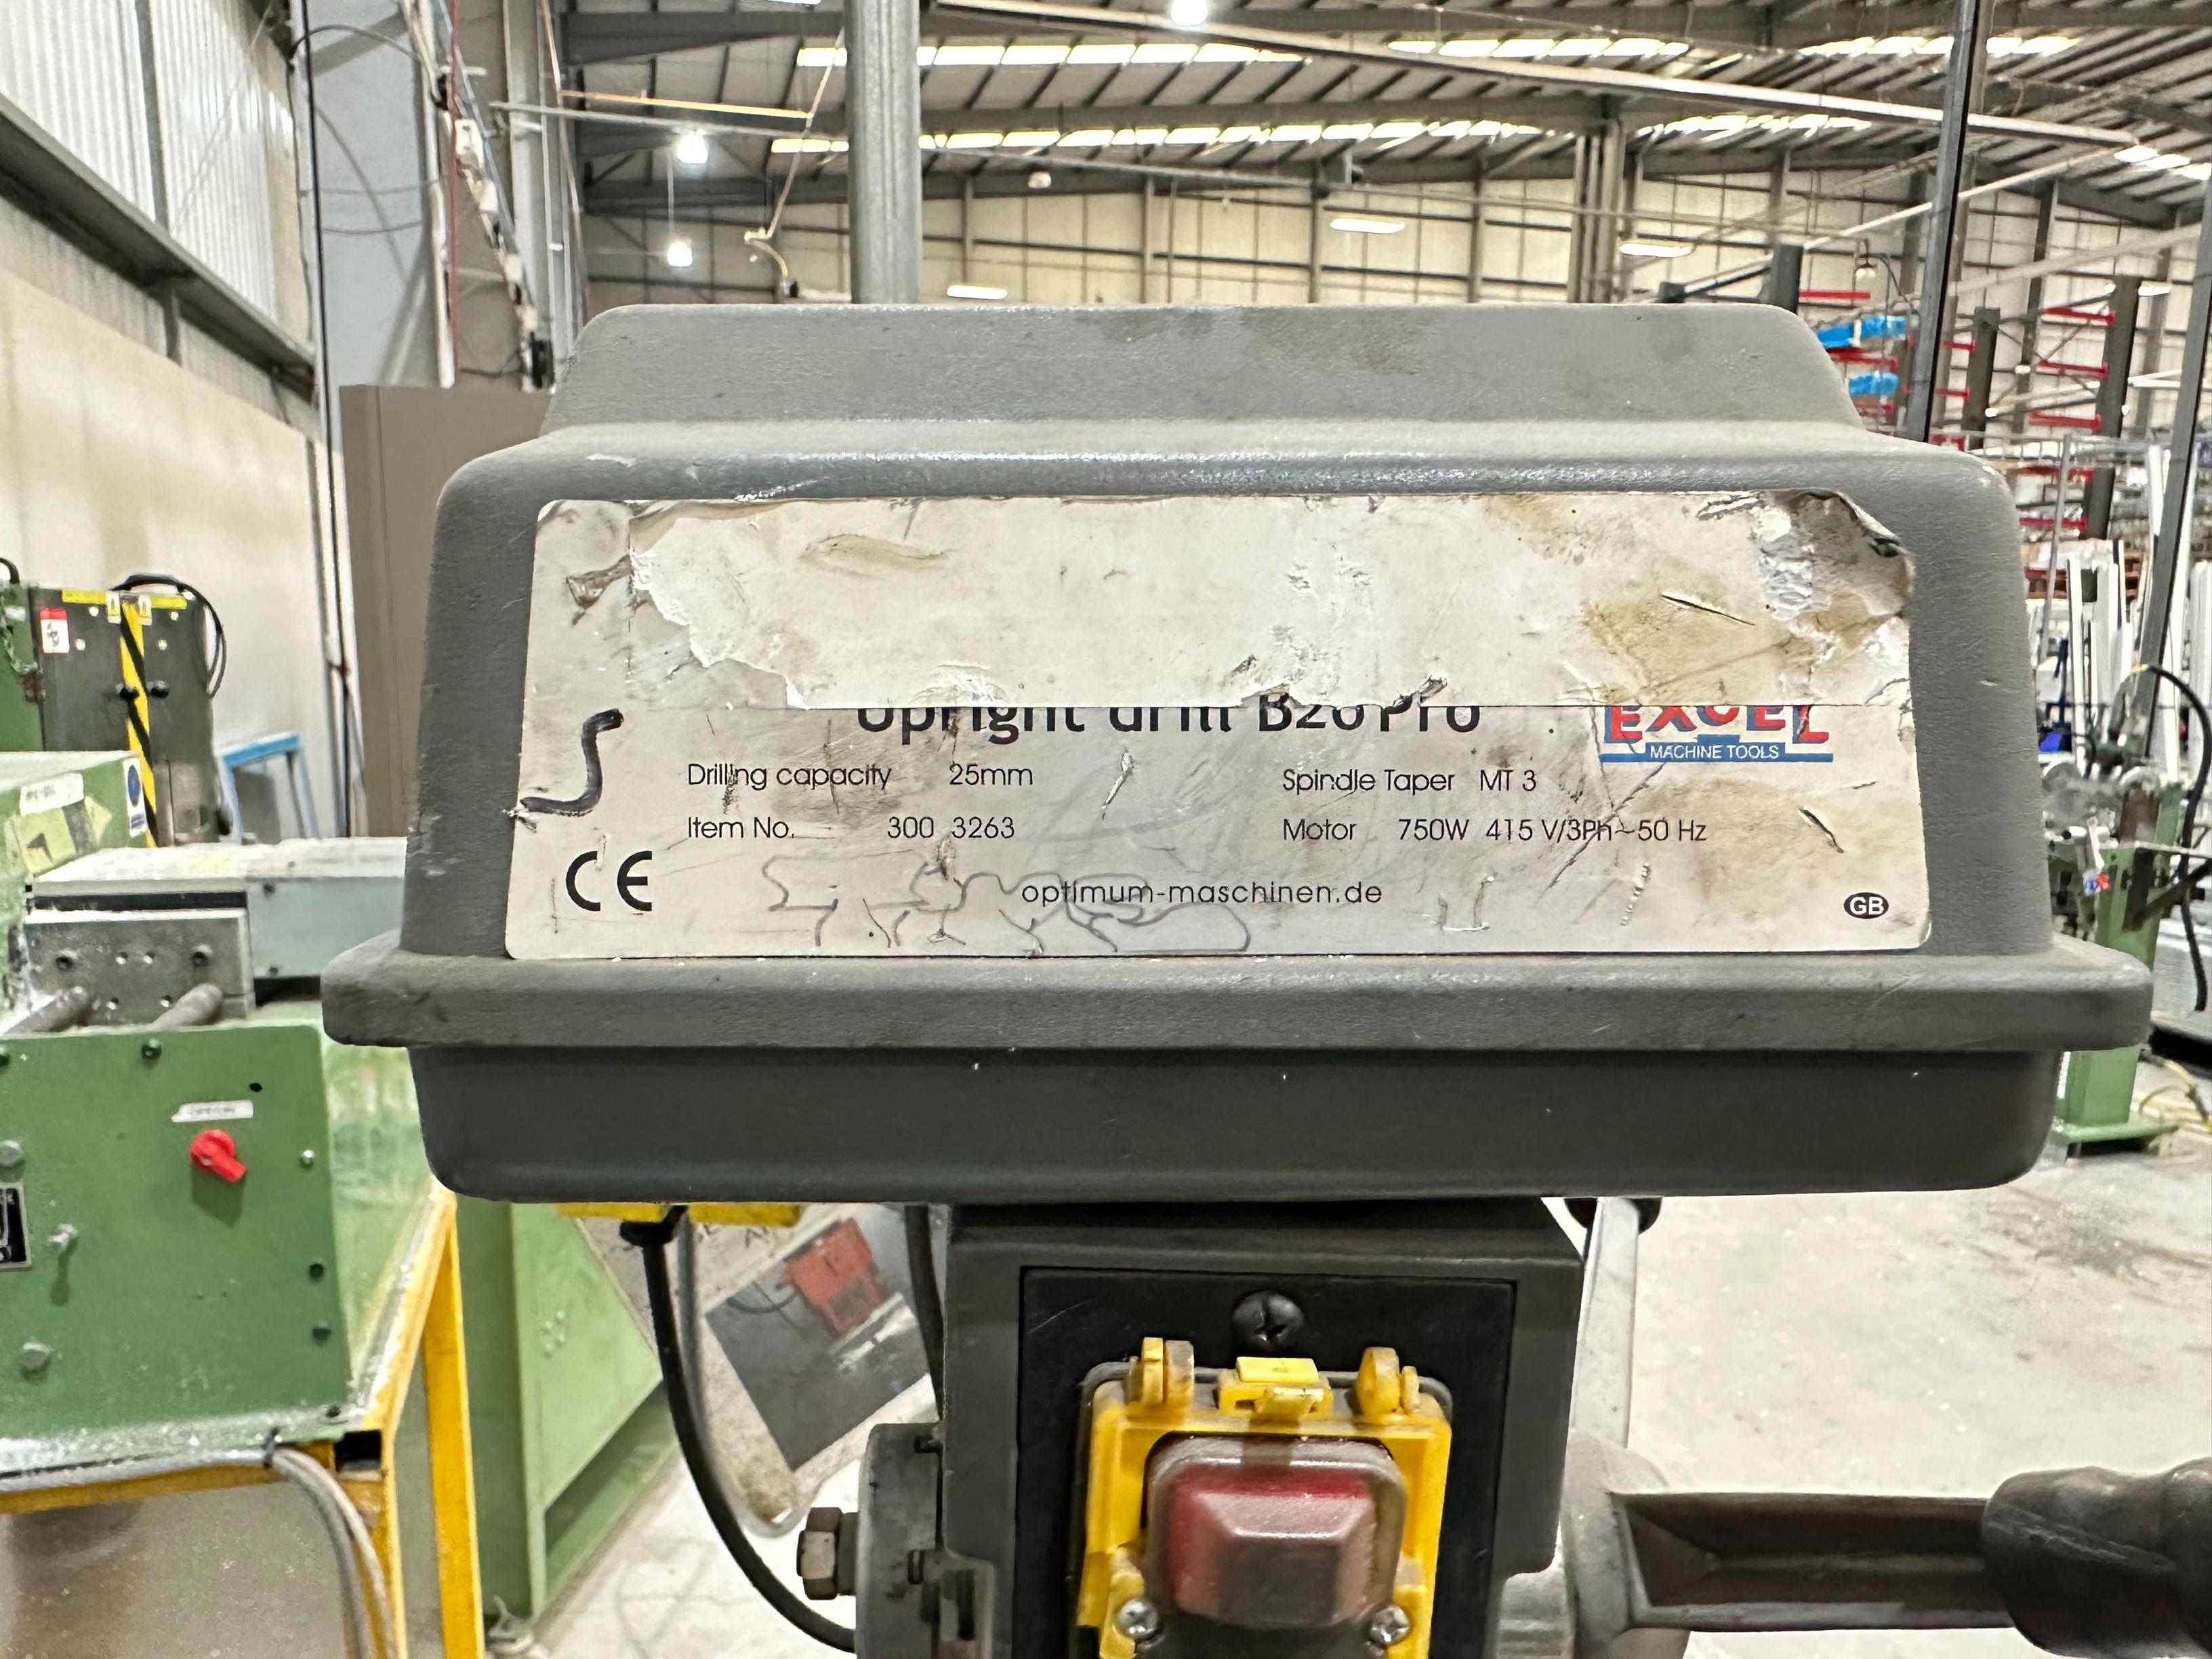 Upright drill B26 Pro
EXCEL
MACHINE TOOLS
Drilling capacity 25mm
Spindle Taper MT 3
Item No. 300 3263
Motor 750W 415 V/3Ph~50 Hz
CE
optimum-maschinen.de
GB